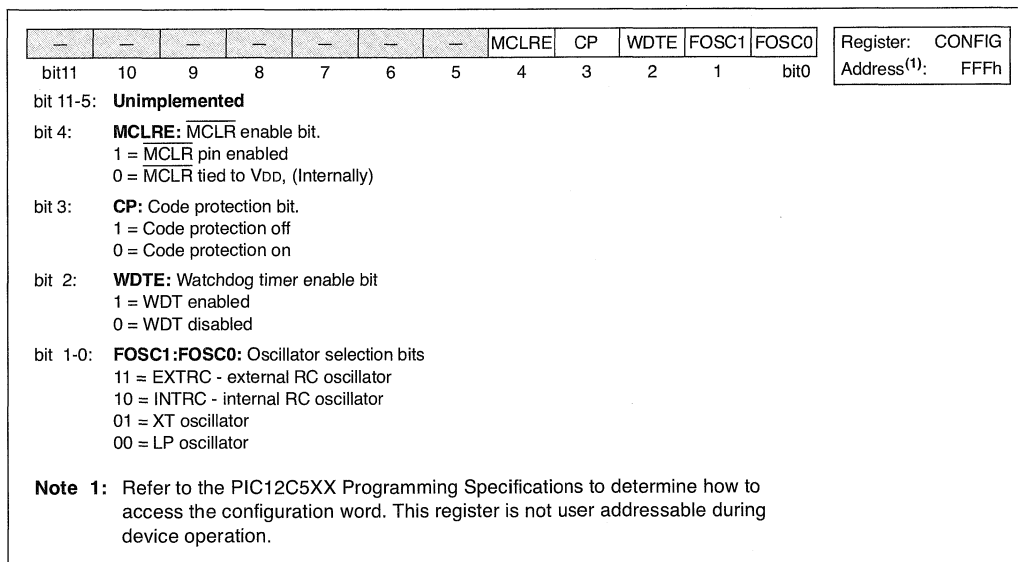 — — — — — — — MCLRE CP WDTE FOSC1 FOSC0
bit11 10 9 8 7 6 5 4 3 2 1 bit0
Register: CONFIG
Address(1): FFFh
bit 11-5: Unimplemented
bit 4: MCLRE: MCLR enable bit.
1 = MCLR pin enabled
0 = MCLR tied to VDD, (Internally)
bit 3: CP: Code protection bit.
1 = Code protection off
0 = Code protection on
bit 2: WDTE: Watchdog timer enable bit
1 = WDT enabled
0 = WDT disabled
bit 1-0: FOSC1:FOSC0: Oscillator selection bits
11 = EXTRC - external RC oscillator
10 = INTRC - internal RC oscillator
01 = XT oscillator
00 = LP oscillator
Note 1: Refer to the PIC12C5XX Programming Specifications to determine how to
access the configuration word. This register is not user addressable during
device operation.